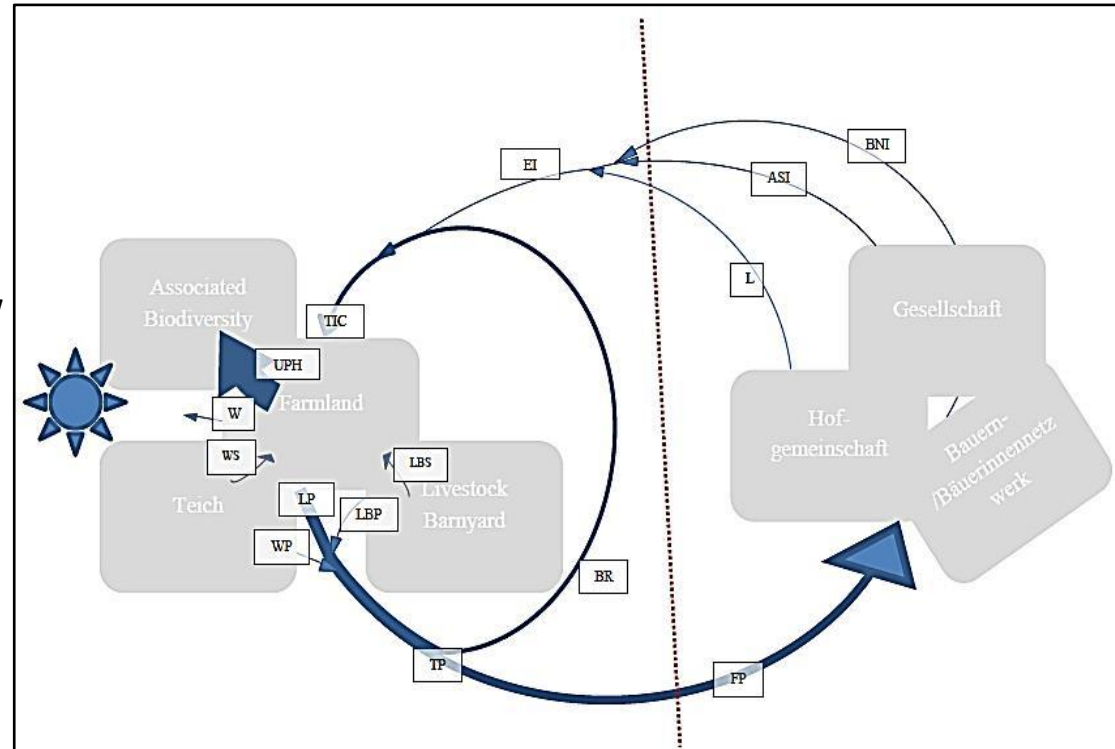 BNI
EI
ASI
L
Associated
Biodiversity
Gesellschaft
TIC
UPH
Farmland
W
Hof-
gemeinschaft
Bauern-
/Bäuerinnennetz
werk
WS
LBS
Teich
LP
LBP
Livestock
Barnyard
WP
BR
TP
FP